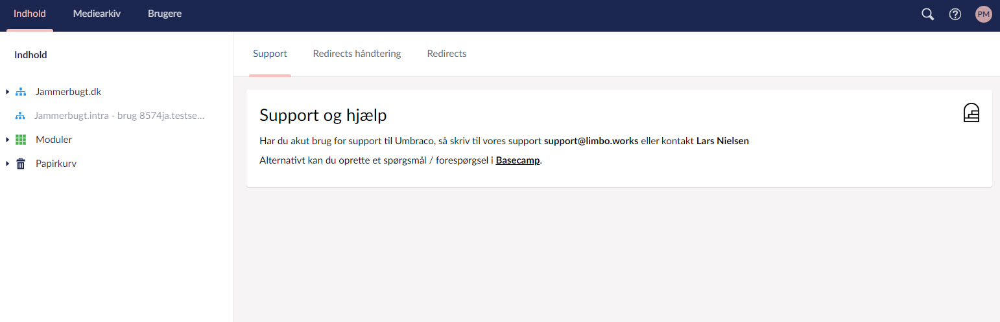 Indhold
Mediearkiv
Brugere
PM
Indhold
Jammerbugt.dk
Jammerbugt.intra - brug 8574ja.testse...
Moduler
Papirkurv
Support
Redirects håndtering
Redirects
Support og hjælp
Har du akut brug for support til Umbraco, så skriv til vores support support@limbo.works eller kontakt Lars Nielsen
Alternativt kan du oprette et spørgsmål / forespørgsel i Basecamp.